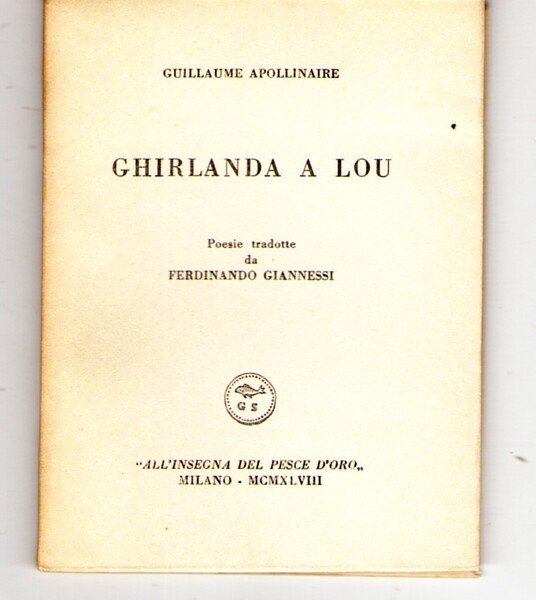 GUILLAUME APOLLINAIRE
GHIRLANDA A LOU
Poesie tradotte
da
FERDINANDO GIANNESSI
G S
"ALL'INSEGNA DEL PESCE D'ORO„
MILANO - MCMXLVIII